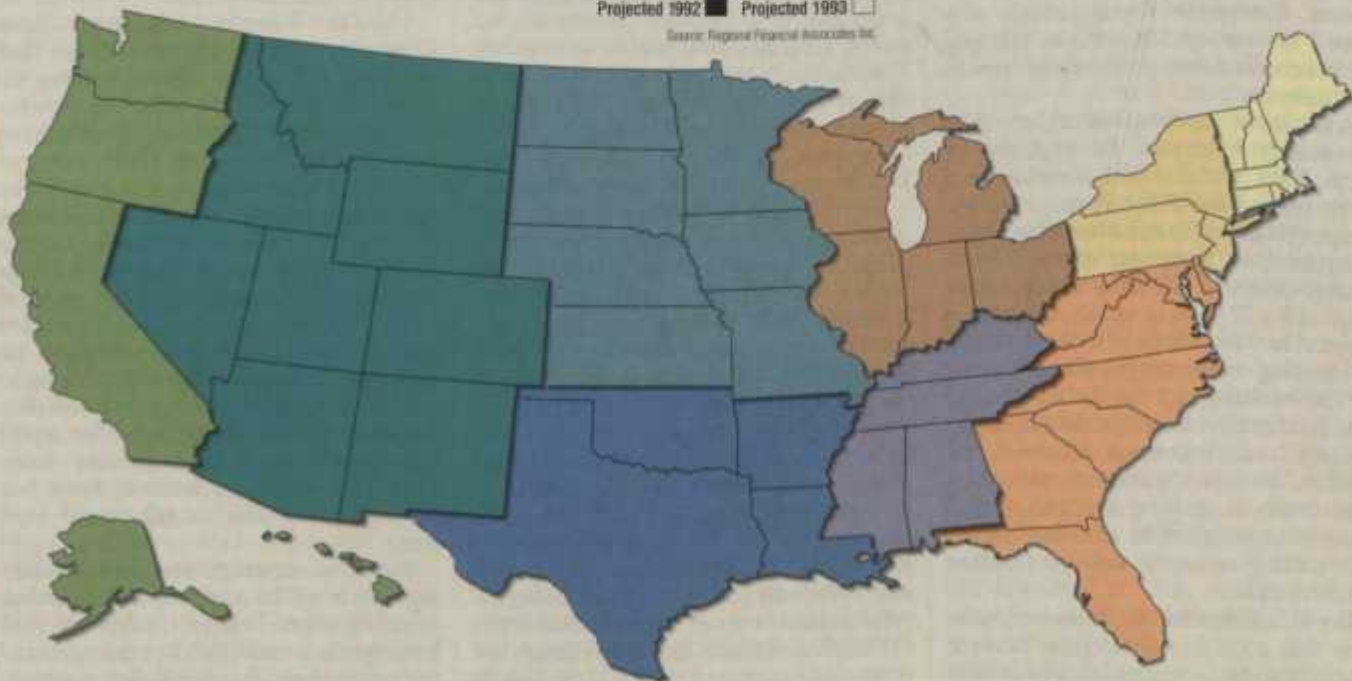 Projected 1992 Projected 1993
Source: Regional Financial Associates Inc.